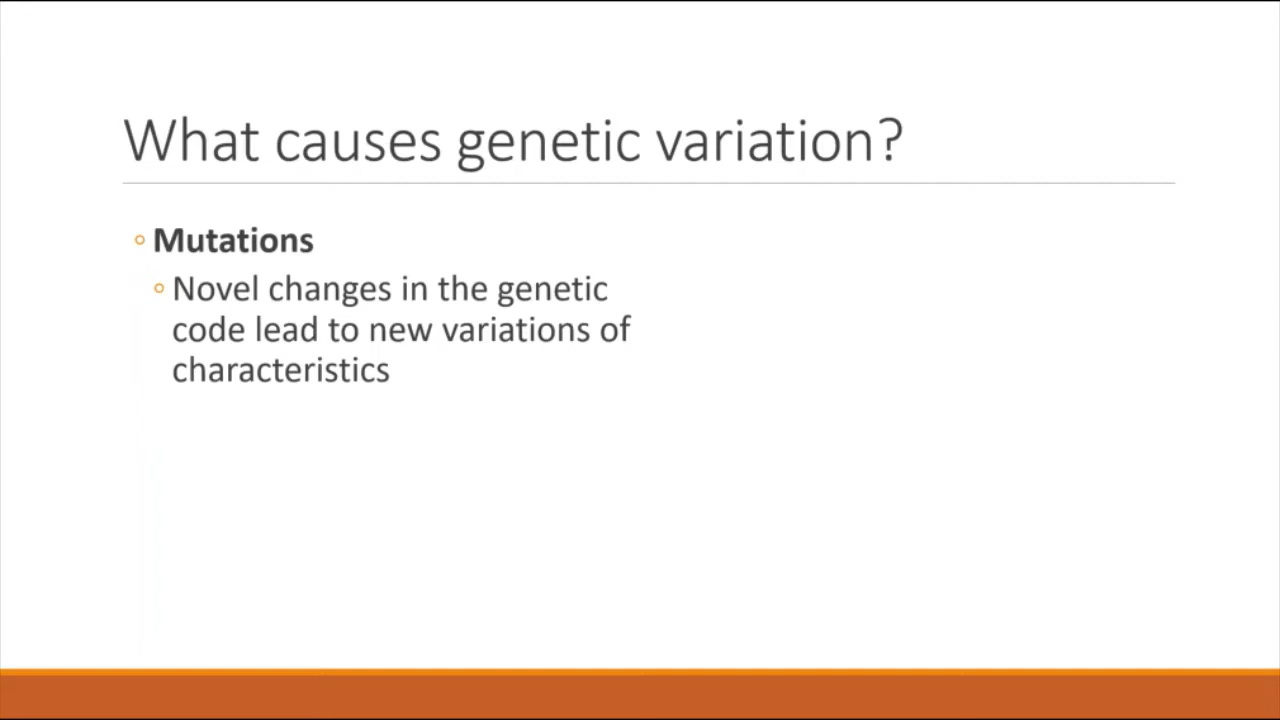 What causes genetic variation?
Mutations
Novel changes in the genetic
code lead to new variations of
characteristics